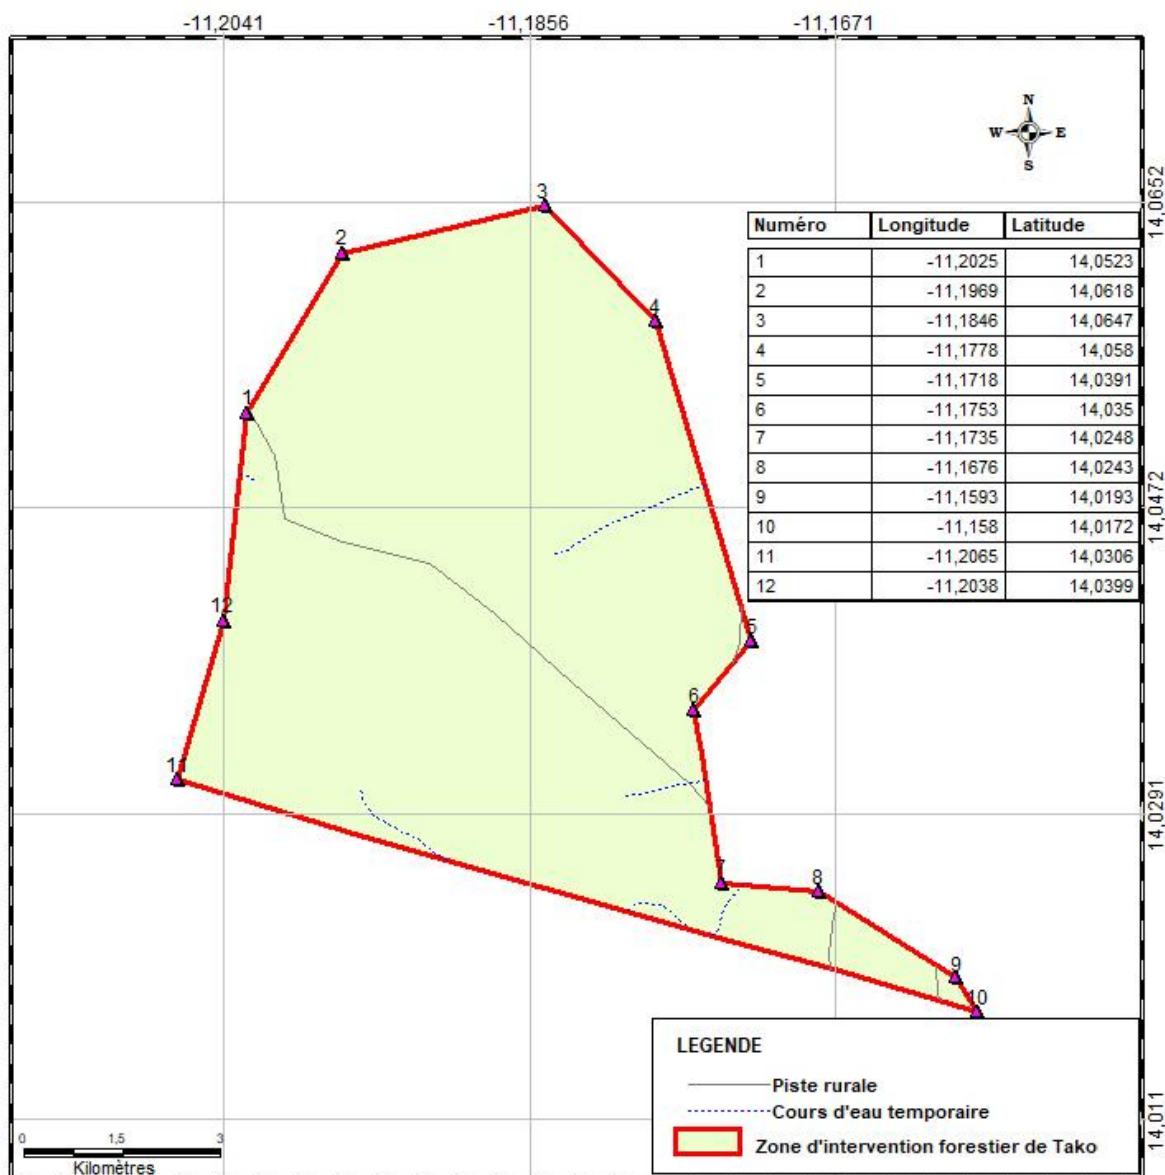 -11,2041 -11,1856 -11,1671
N
W E
S
14,0652
14,0472
14,0291
14,011
Numéro Longitude Latitude
1 -11,2025 14,0523
2 -11,1969 14,0618
3 -11,1846 14,0647
4 -11,1778 14,058
5 -11,1718 14,0391
6 -11,1753 14,035
7 -11,1735 14,0248
8 -11,1676 14,0243
9 -11,1593 14,0193
10 -11,158 14,0172
11 -11,2065 14,0306
12 -11,2038 14,0399
3
2
4
1
12
5
6
11
7
8
9
10
LEGENDE
Piste rurale
Cours d'eau temporaire
Zone d'intervention forestier de Tako
0 1,5 3
Kilomètres